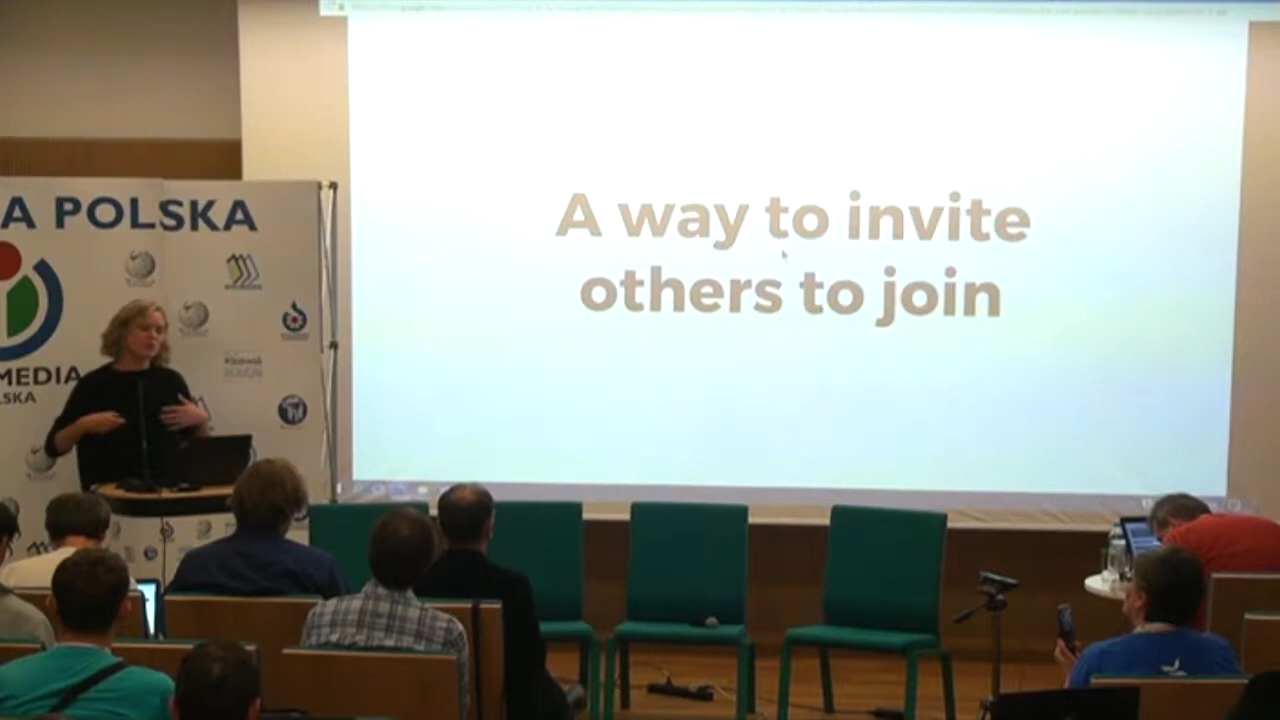 A way to invite
others to join
A POLSKA
MEDIA
LSKA